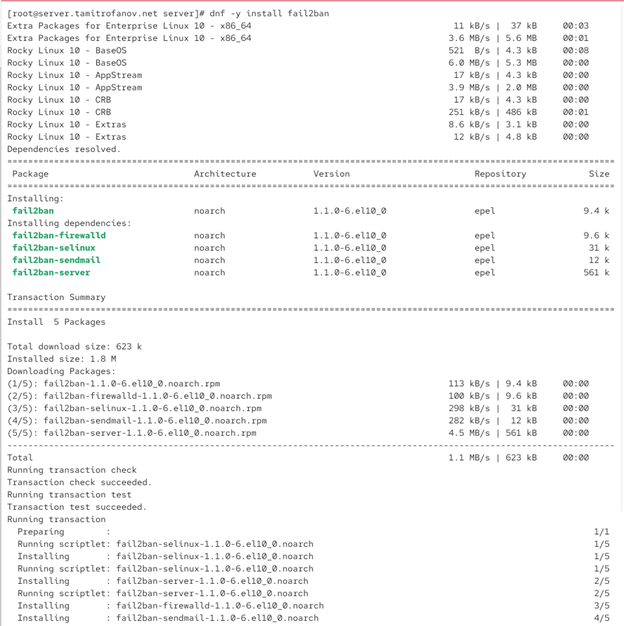 [root@server.tamitrofanov.net server]# dnf -y install fail2ban
Extra Packages for Enterprise Linux 10 - x86_64 11 kB/s | 37 kB 00:03
Extra Packages for Enterprise Linux 10 - x86_64 3.6 MB/s | 5.6 MB 00:01
Rocky Linux 10 - BaseOS 521 B/s | 4.3 kB 00:08
Rocky Linux 10 - BaseOS 6.0 MB/s | 5.3 MB 00:00
Rocky Linux 10 - AppStream 17 kB/s | 4.3 kB 00:00
Rocky Linux 10 - AppStream 3.9 MB/s | 2.0 MB 00:00
Rocky Linux 10 - CRB 17 kB/s | 4.3 kB 00:00
Rocky Linux 10 - CRB 251 kB/s | 486 kB 00:01
Rocky Linux 10 - Extras 8.6 kB/s | 3.1 kB 00:00
Rocky Linux 10 - Extras 12 kB/s | 4.8 kB 00:00
Dependencies resolved.
================================================================================
Package Architecture Version Repository Size
================================================================================
Installing:
fail2ban noarch 1.1.0-6.el10_0 epel 9.4 k
Installing dependencies:
fail2ban-firewalld noarch 1.1.0-6.el10_0 epel 9.6 k
fail2ban-selinux noarch 1.1.0-6.el10_0 epel 31 k
fail2ban-sendmail noarch 1.1.0-6.el10_0 epel 12 k
fail2ban-server noarch 1.1.0-6.el10_0 epel 561 k
Transaction Summary
================================================================================
Install 5 Packages
Total download size: 623 k
Installed size: 1.8 M
Downloading Packages:
(1/5): fail2ban-1.1.0-6.el10_0.noarch.rpm 113 kB/s | 9.4 kB 00:00
(2/5): fail2ban-firewalld-1.1.0-6.el10_0.noarch.rpm 100 kB/s | 9.6 kB 00:00
(3/5): fail2ban-selinux-1.1.0-6.el10_0.noarch.rpm 298 kB/s | 31 kB 00:00
(4/5): fail2ban-sendmail-1.1.0-6.el10_0.noarch.rpm 282 kB/s | 12 kB 00:00
(5/5): fail2ban-server-1.1.0-6.el10_0.noarch.rpm 4.5 MB/s | 561 kB 00:00
--------------------------------------------------------------------------------
Total 1.1 MB/s | 623 kB 00:00
Running transaction check
Transaction check succeeded.
Running transaction test
Transaction test succeeded.
Running transaction
Preparing : 1/1
Running scriptlet: fail2ban-selinux-1.1.0-6.el10_0.noarch 1/5
Installing : fail2ban-selinux-1.1.0-6.el10_0.noarch 1/5
Running scriptlet: fail2ban-selinux-1.1.0-6.el10_0.noarch 1/5
Installing : fail2ban-server-1.1.0-6.el10_0.noarch 2/5
Running scriptlet: fail2ban-server-1.1.0-6.el10_0.noarch 2/5
Installing : fail2ban-firewalld-1.1.0-6.el10_0.noarch 3/5
Installing : fail2ban-sendmail-1.1.0-6.el10_0.noarch 4/5